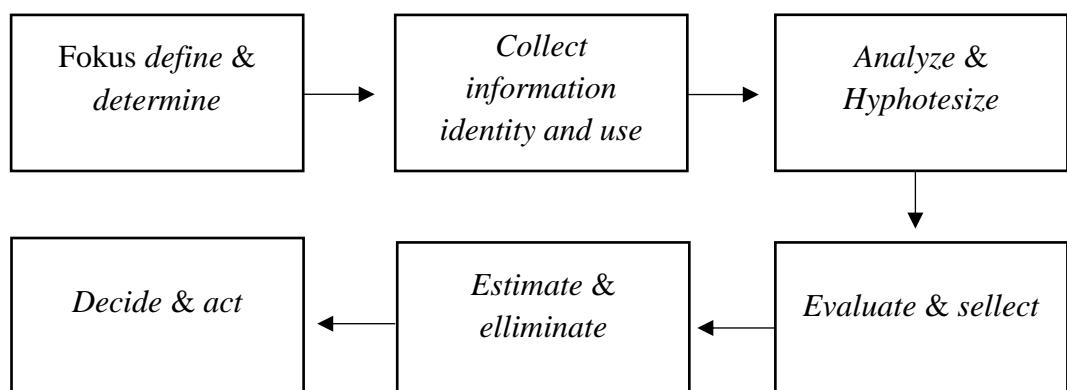 Fokus define &
determine
Collect
information
identity and use
Analyze &
Hyphotesize
Evaluate & sellect
Estimate &
elliminate
Decide & act